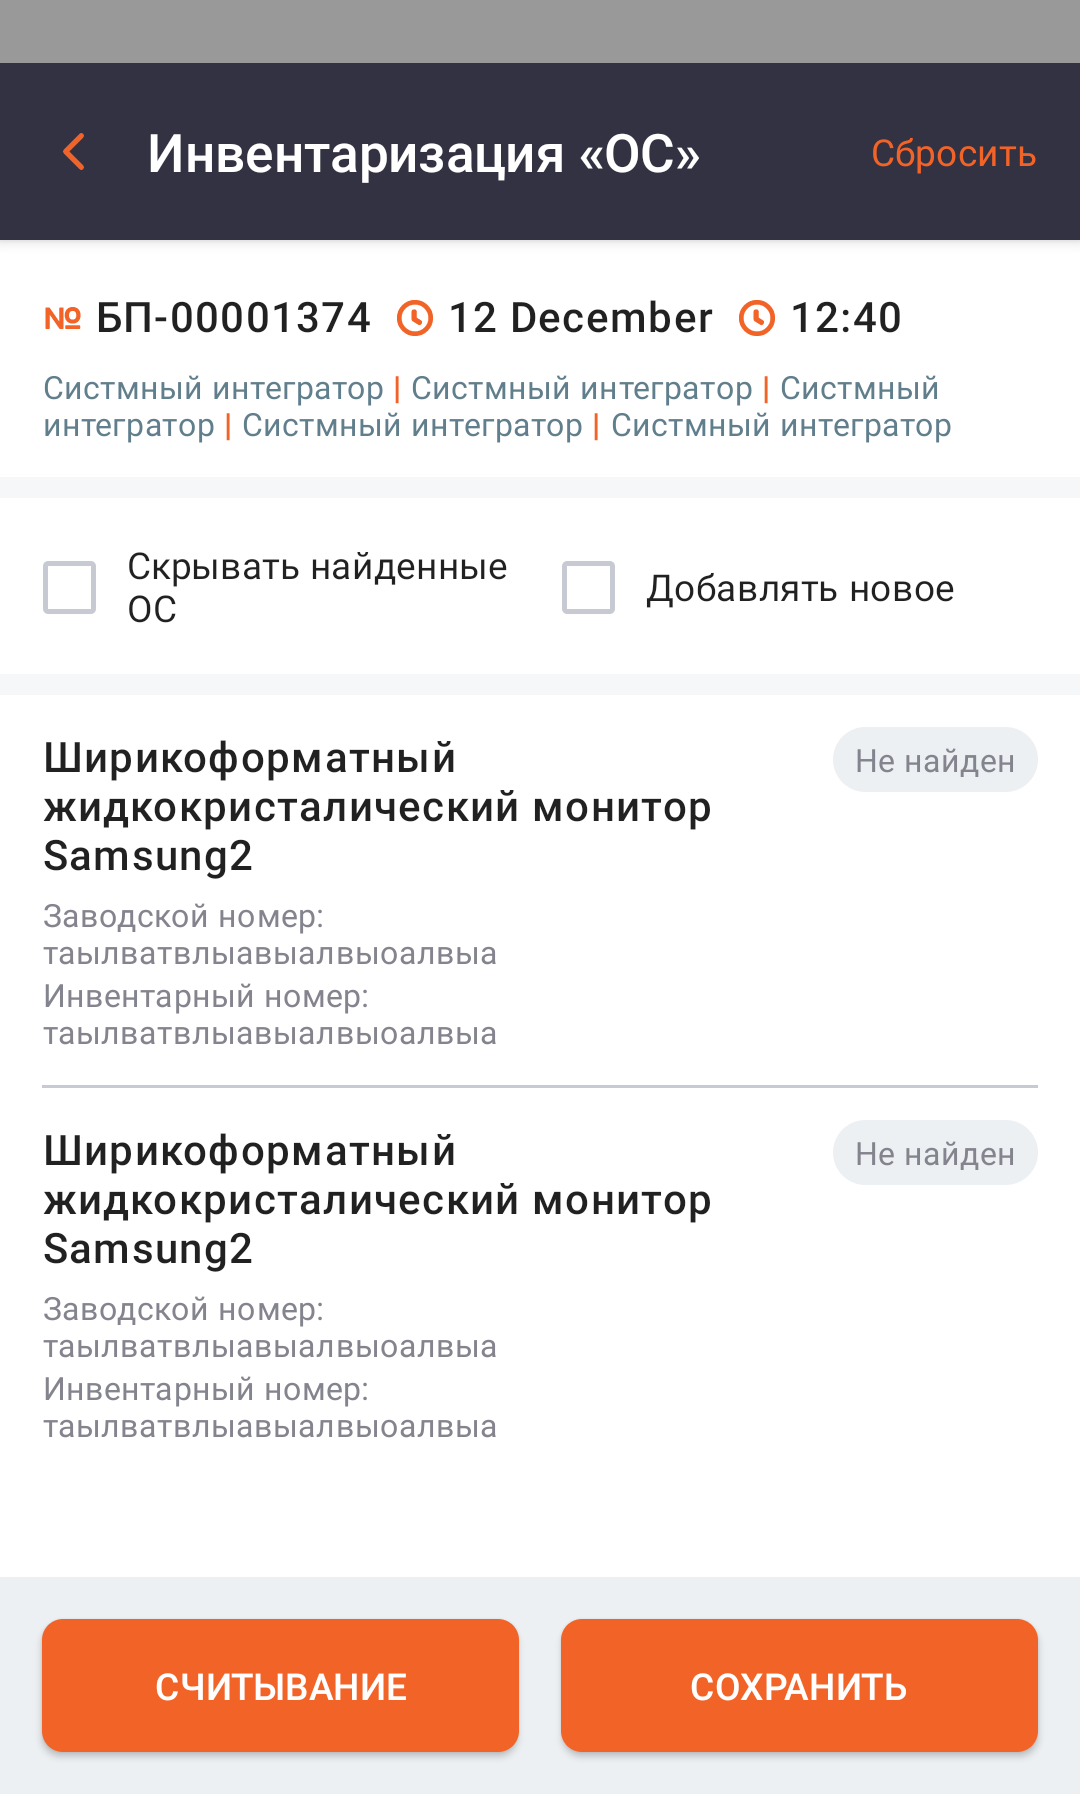 Инвентаризация «ОС»
Сбросить
№ БП-00001374 12 December 12:40
Систмный интегратор | Систмный интегратор | Систмный
интегратор | Систмный интегратор | Систмный интегратор
Скрывать найденные
ОС
Добавлять новое
Ширикоформатный
жидкокристалический монитор
Samsung2
Не найден
Заводской номер:
таылватвлыавыалвыоалвыа
Инвентарный номер:
таылватвлыавыалвыоалвыа
Ширикоформатный
жидкокристалический монитор
Samsung2
Не найден
Заводской номер:
таылватвлыавыалвыоалвыа
Инвентарный номер:
таылватвлыавыалвыоалвыа
СЧИТЫВАНИЕ
СОХРАНИТЬ